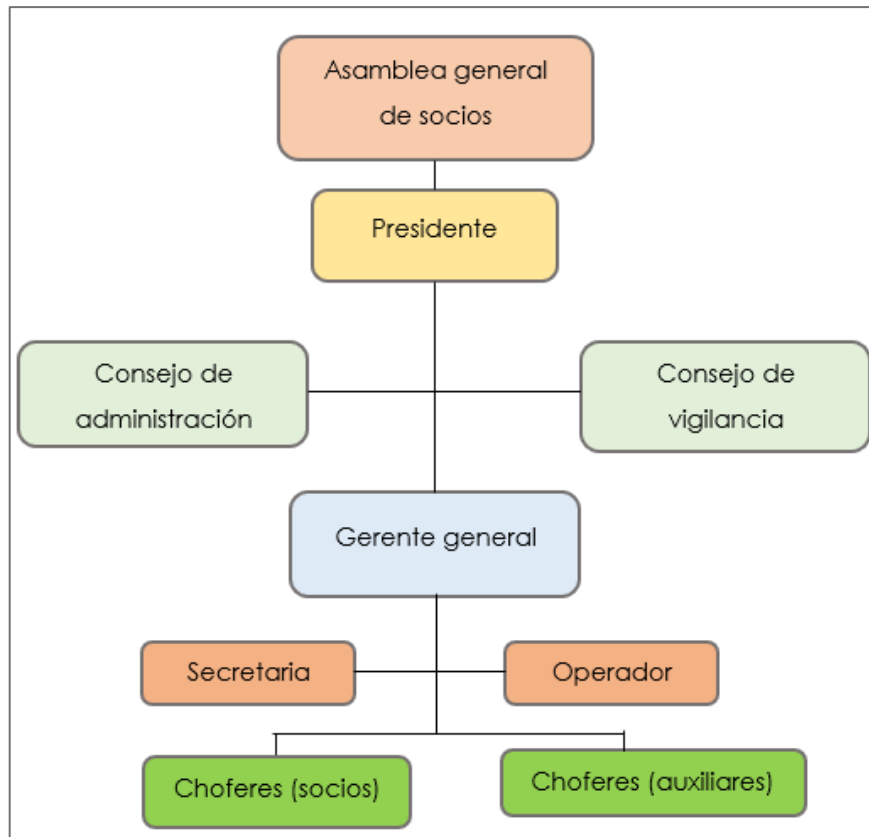 Asamblea general
de socios
Presidente
Consejo de
administración
Consejo de
vigilancia
Gerente general
Secretaria
Operador
Choferes (socios)
Choferes (auxiliares)